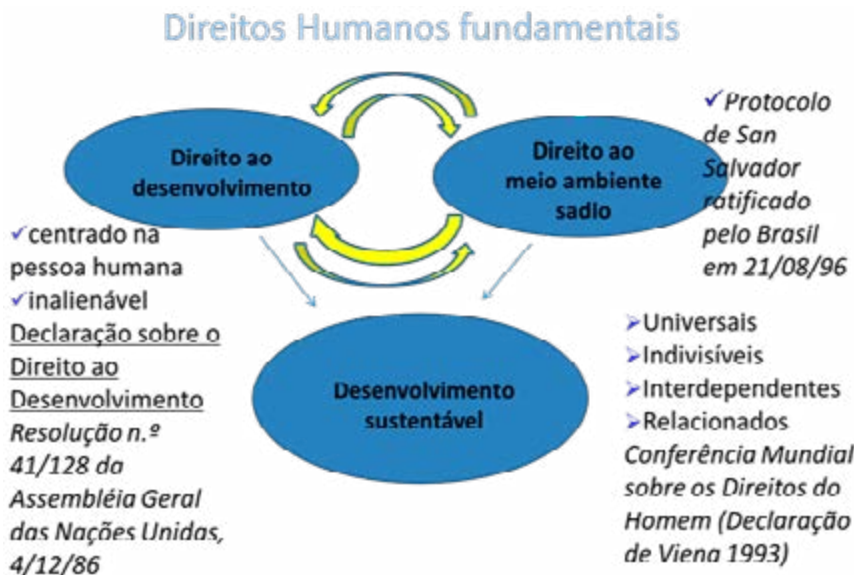 Direitos Humanos fundamentais
Direito ao
desenvolvimento
Direito ao
meio ambiente
sadio
✓Protocolo
de San
Salvador
ratificado
pelo Brasil
em 21/08/96
✓centrado na
pessoa humana
✓inalienável
Declaração sobre o
Direito ao
Desenvolvimento
Resolução n.º
41/128 da
Assembléia Geral
das Nações Unidas,
4/12/86
Desenvolvimento
sustentável
➢Universais
➢Indivisíveis
➢Interdependentes
➢Relacionados
Conferência Mundial
sobre os Direitos do
Homem (Declaração
de Viena 1993)